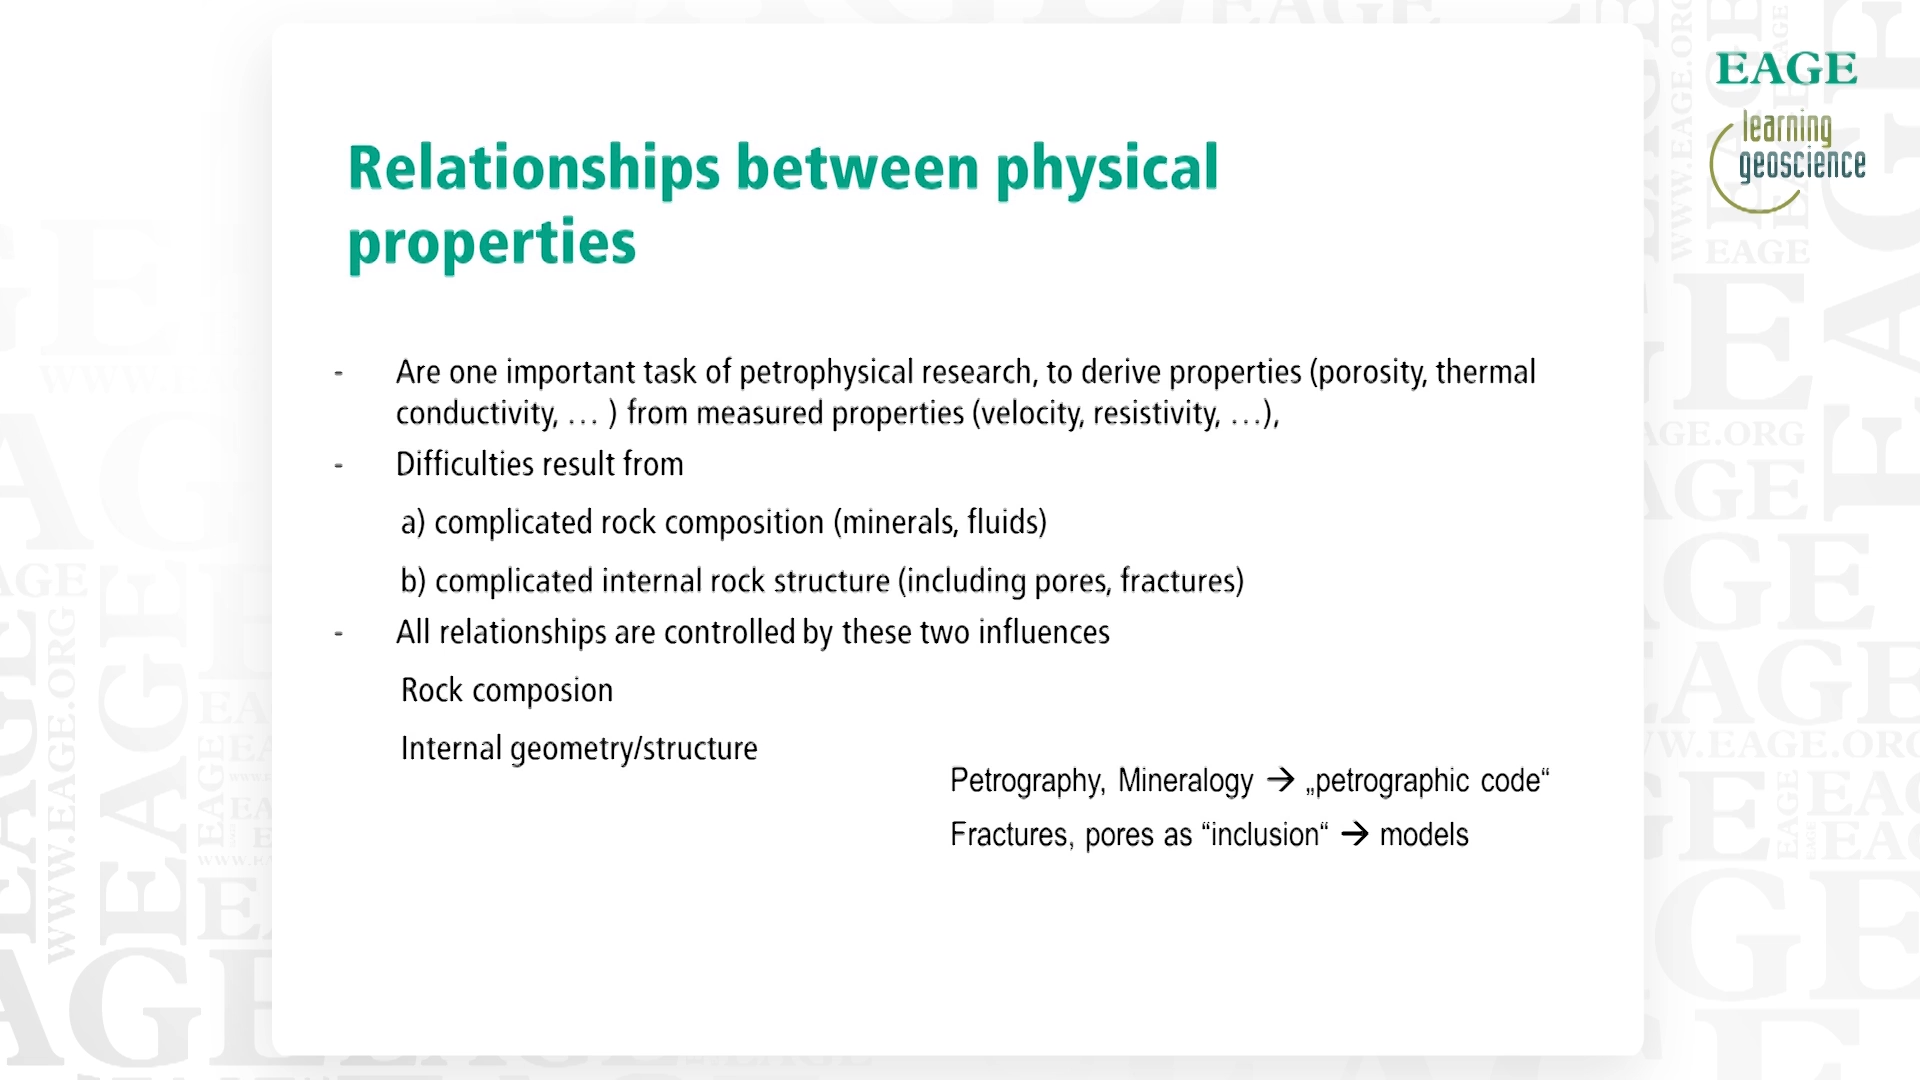 EAGE
learning
geoscience
Relationships between physical
properties
- Are one important task of petrophysical research, to derive properties (porosity, thermal
conductivity, … ) from measured properties (velocity, resistivity, …),
- Difficulties result from
a) complicated rock composition (minerals, fluids)
b) complicated internal rock structure (including pores, fractures)
- All relationships are controlled by these two influences
Rock composion
Internal geometry/structure
Petrography, Mineralogy → „petrographic code“
Fractures, pores as “inclusion“ → models